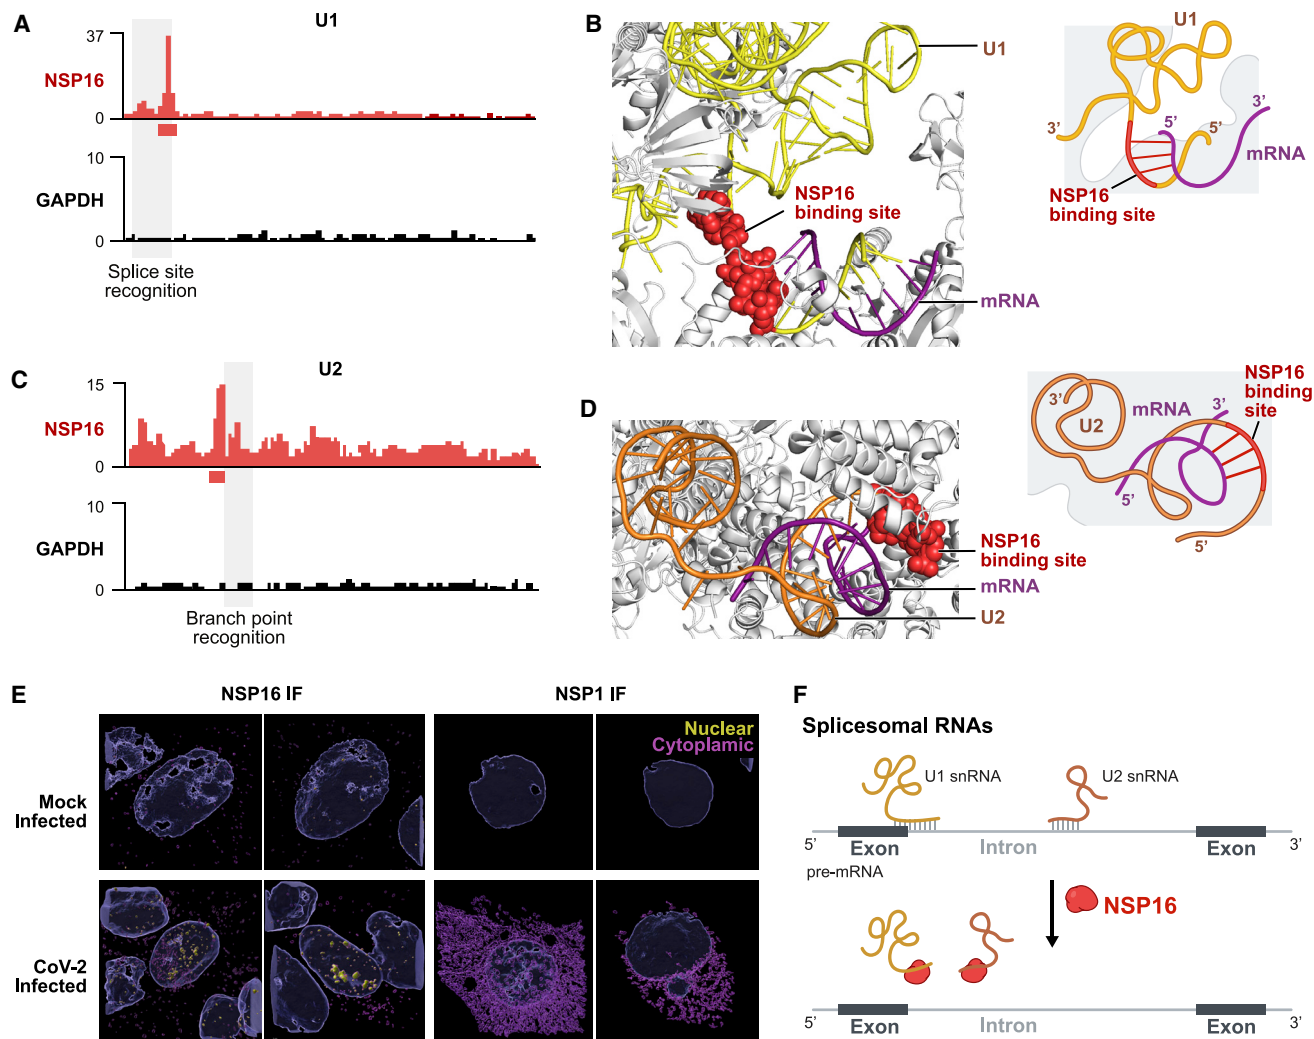 A
U1
37
NSP16
0
10
GAPDH
0
Splice site
recognition
B
U1
NSP16
binding site
mRNA
U1
3’
5’
5’
3’
mRNA
NSP16
binding site
C
U2
15
NSP16
0
10
GAPDH
0
Branch point
recognition
D
NSP16
binding site
mRNA
U2
NSP16
binding
site
3’
U2
mRNA
3’
5’
5’
E
NSP16 IF
NSP1 IF
Nuclear
Cytoplamic
Mock
Infected
CoV-2
Infected
F
Splicesomal RNAs
U1 snRNA
U2 snRNA
5’
Exon
Intron
Exon
3’
pre-mRNA
NSP16
5’
Exon
Intron
Exon
3’